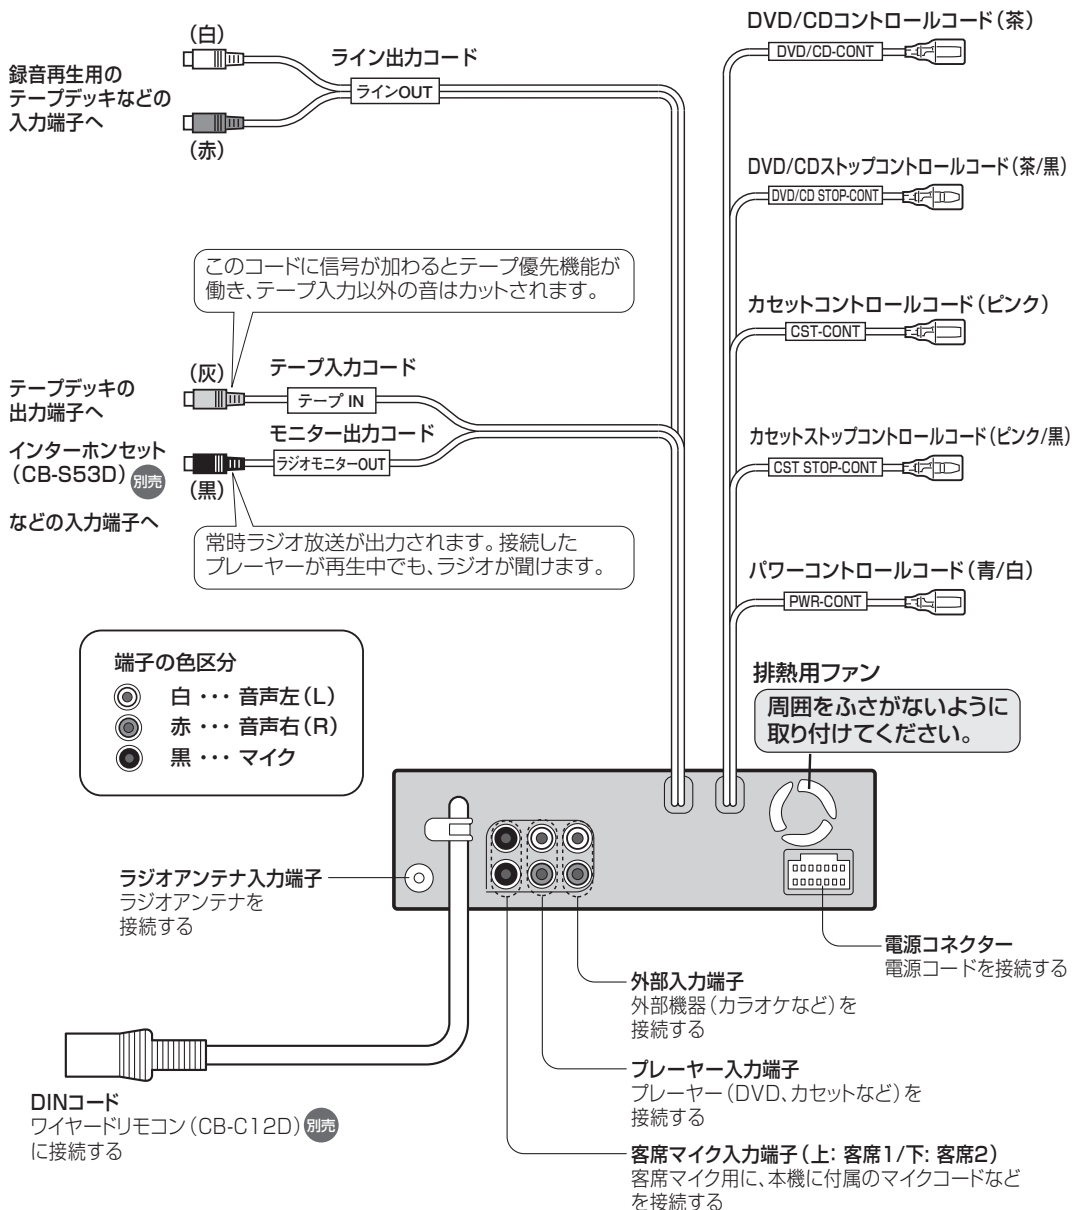 (白)
ライン出力コード
ラインOUT
録音再生用の
テープデッキなどの
入力端子へ
(赤)
このコードに信号が加わるとテープ優先機能が
働き、テープ入力以外の音はカットされます。
(灰)
テープ入力コード
テープ IN
テープデッキの
出力端子へ
モニター出力コード
ラジオモニターOUT
インターホンセット
(CB-S53D) 別売
(黒)
などの入力端子へ
常時ラジオ放送が出力されます。接続した
プレーヤーが再生中でも、ラジオが聞けます。
DVD/CDコントロールコード(茶)
DVD/CD-CONT
DVD/CDストップコントロールコード(茶/黒)
DVD/CD STOP-CONT
カセットコントロールコード(ピンク)
CST-CONT
カセットストップコントロールコード(ピンク/黒)
CST STOP-CONT
パワーコントロールコード(青/白)
PWR-CONT
端子の色区分
白 ・・・ 音声左(L)
赤 ・・・ 音声右(R)
黒 ・・・ マイク
排熱用ファン
周囲をふさがないように
取り付けてください。
ラジオアンテナ入力端子
ラジオアンテナを
接続する
電源コネクター
電源コードを接続する
外部入力端子
外部機器(カラオケなど)を
接続する
プレーヤー入力端子
プレーヤー(DVD、カセットなど)を
接続する
客席マイク入力端子(上: 客席1/下: 客席2)
客席マイク用に、本機に付属のマイクコードなど
を接続する
DINコード
ワイヤードリモコン(CB-C12D) 別売
に接続する